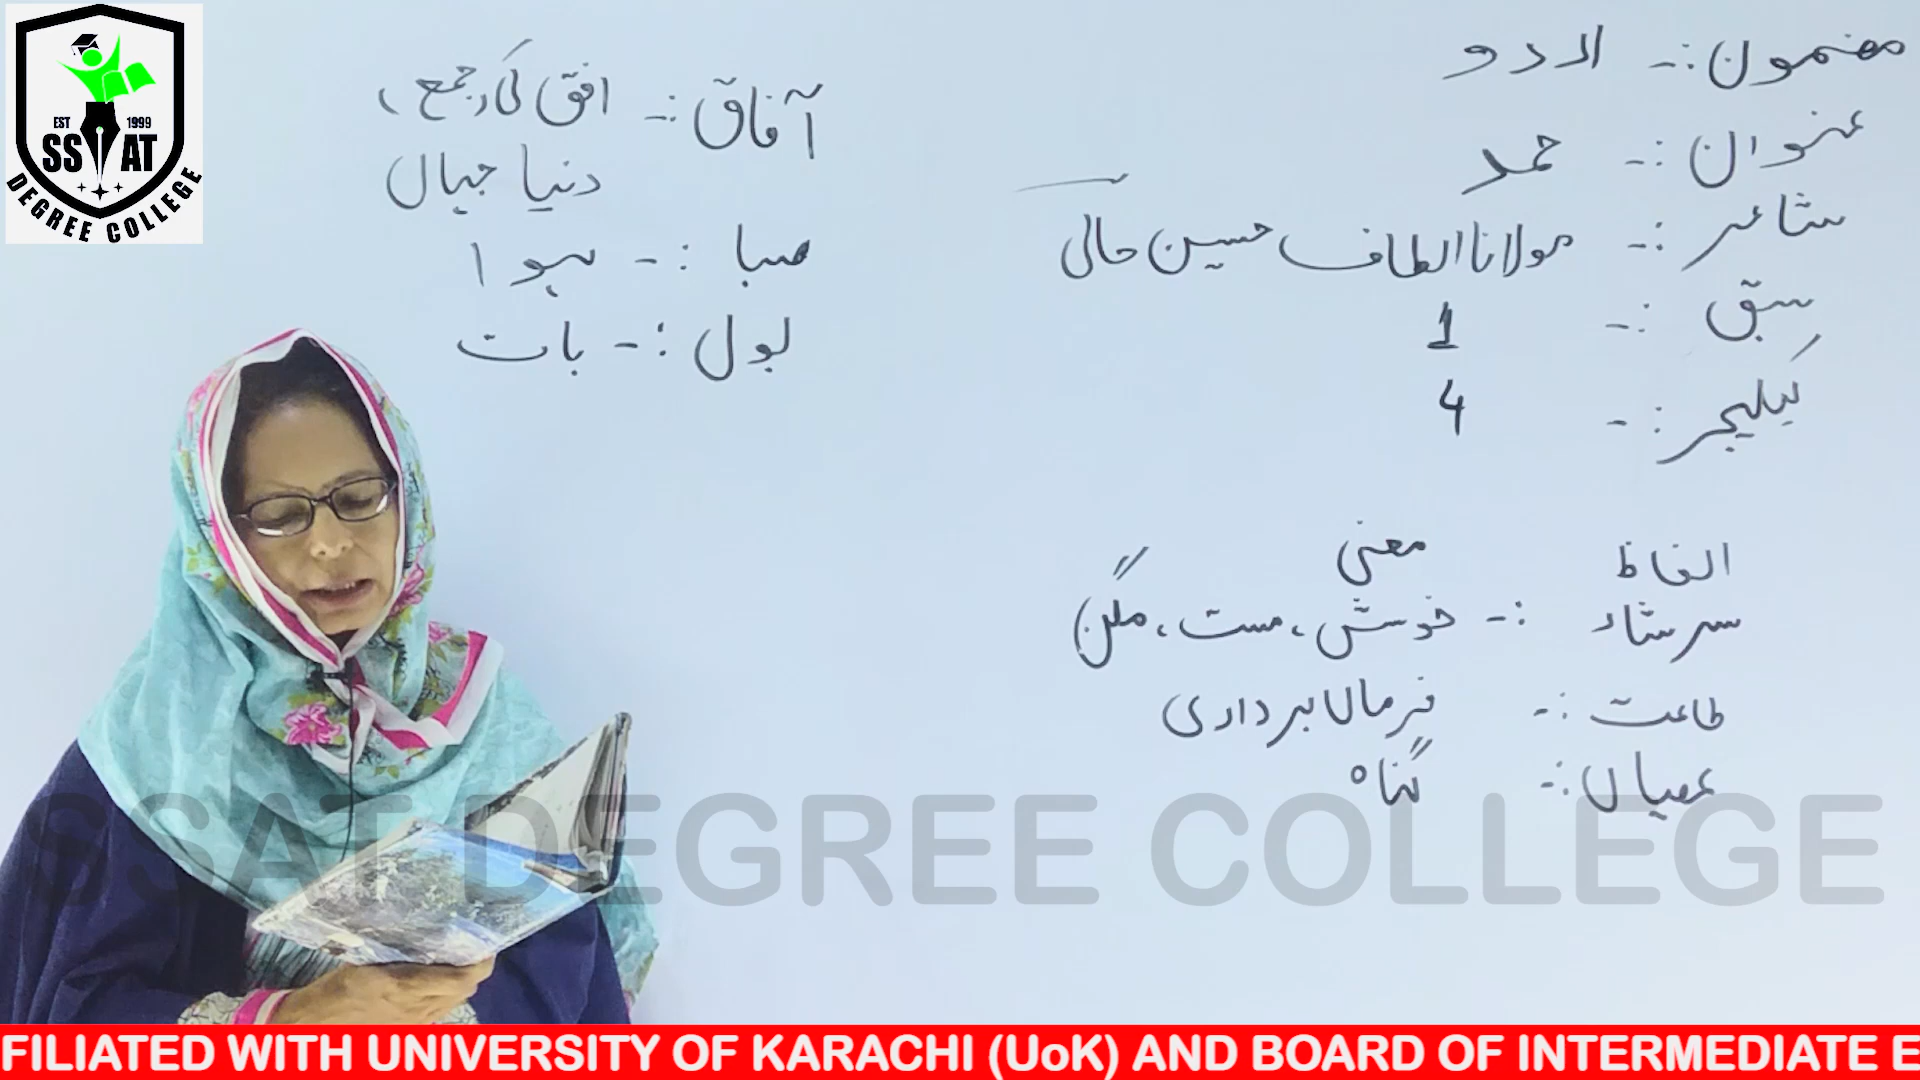 مضمون :- اردو
عنوان :- حمد
شاعر :- مولانا الطاف حسین حالی
سبق :- 1
لیکچر :- 4
الفاظ معنی
سرشار :- خوش، مست، مگن
طاعت :- فرماں برداری
عصیاں :- گناہ
آفاق :- افق کی جمع،
دنیا جہاں
صبا :- ہوا
بول :- بات
EST 1999
SSAT
DEGREE COLLEGE
SSAT DEGREE COLLEGE
FILIATED WITH UNIVERSITY OF KARACHI (UoK) AND BOARD OF INTERMEDIATE E